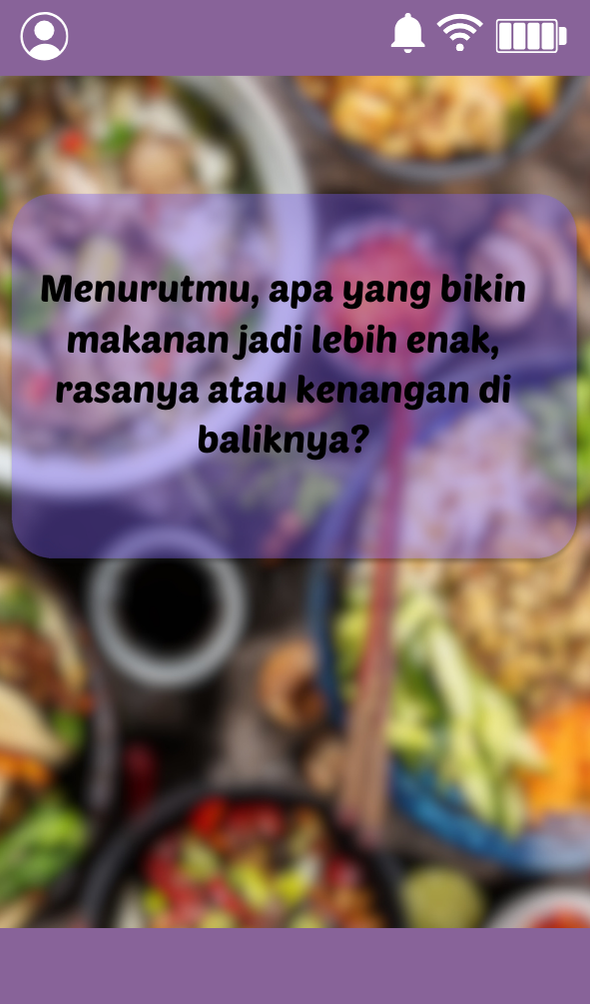 Menurutmu, apa yang bikin
makanan jadi lebih enak,
rasanya atau kenangan di
baliknya?